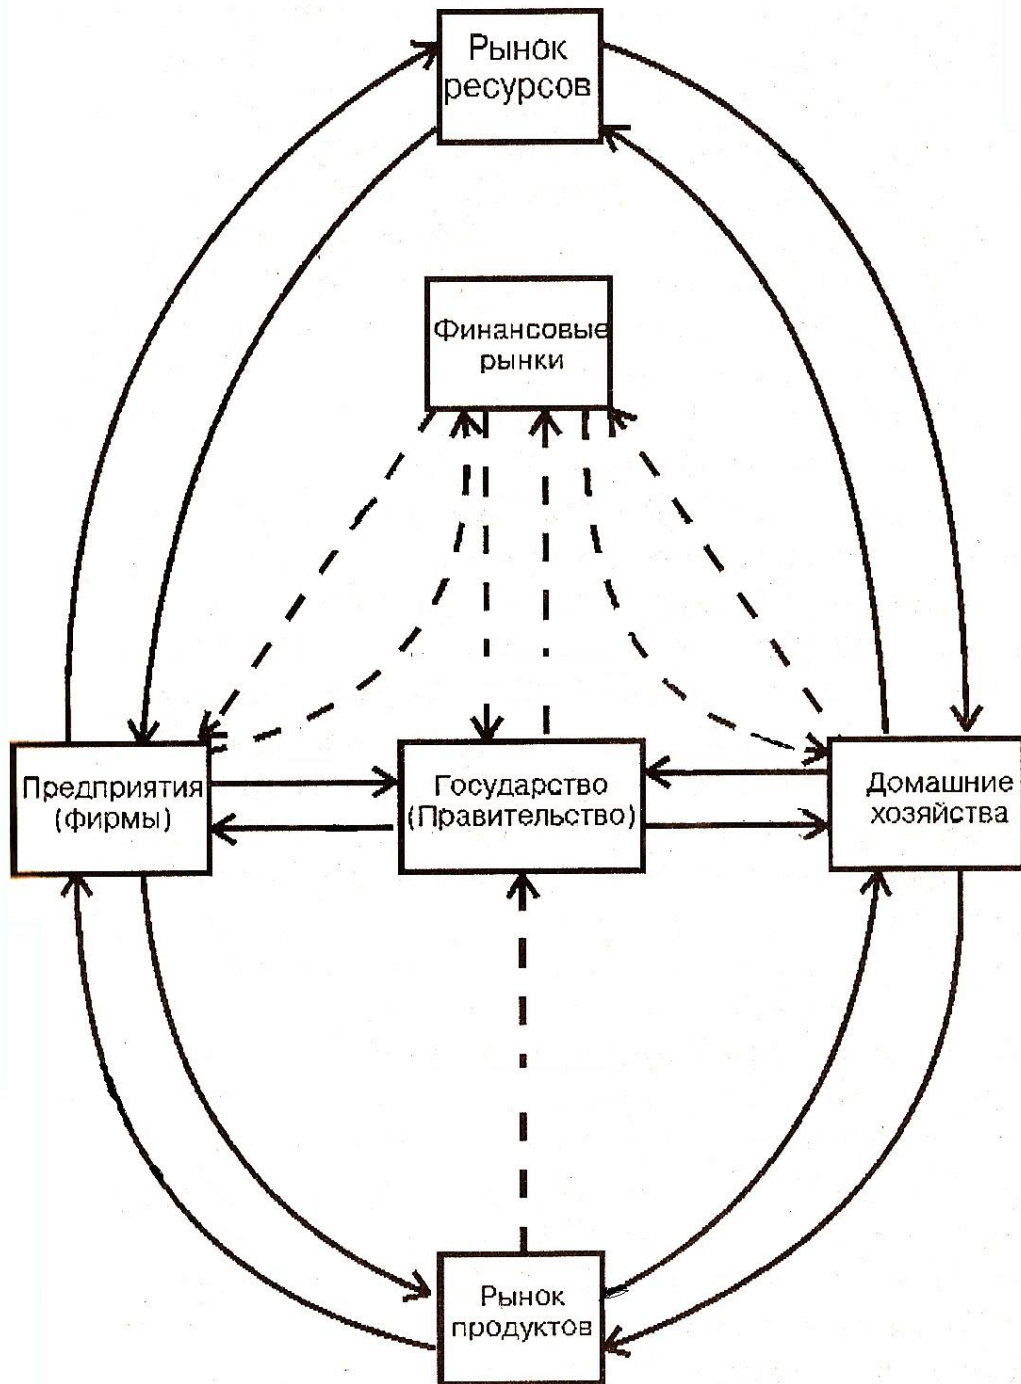 Рынок
ресурсов
Финансовые
рынки
Предприятия
(фирмы)
Государство
(Правительство)
Домашние
хозяйства
Рынок
продуктов